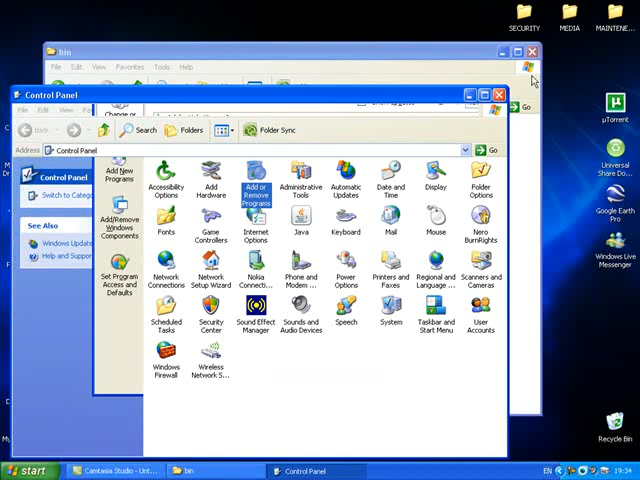 SECURITY
MEDIA
MAINTENE...
bin
File Edit View Favorites Tools Help
Go
Control Panel
File Edit View
Back
Search
Folders
Folder Sync
Address
Control Panel
Go
Control Panel
Switch to Catego
See Also
Windows Update
Help and Suppor
Change or
Add New
Programs
Add/Remove
Windows
Components
Set Program
Access and
Defaults
Accessibility
Options
Add
Hardware
Add or
Remove
Programs
Administrative
Tools
Automatic
Updates
Date and
Time
Display
Folder
Options
Fonts
Game
Controllers
Internet
Options
Java
Keyboard
Mail
Mouse
Nero
BurnRights
Network
Connections
Network
Setup Wizard
Nokia
Connecti...
Phone and
Modem ...
Power
Options
Printers and
Faxes
Regional and
Language ...
Scanners and
Cameras
Scheduled
Tasks
Security
Center
Sound Effect
Manager
Sounds and
Audio Devices
Speech
System
Taskbar and
Start Menu
User
Accounts
Windows
Firewall
Wireless
Network S...
µTorrent
Universal
Share Do...
Google Earth
Pro
Windows Live
Messenger
Recycle Bin
start
Camtasia Studio - Unt...
bin
Control Panel
EN
19:34